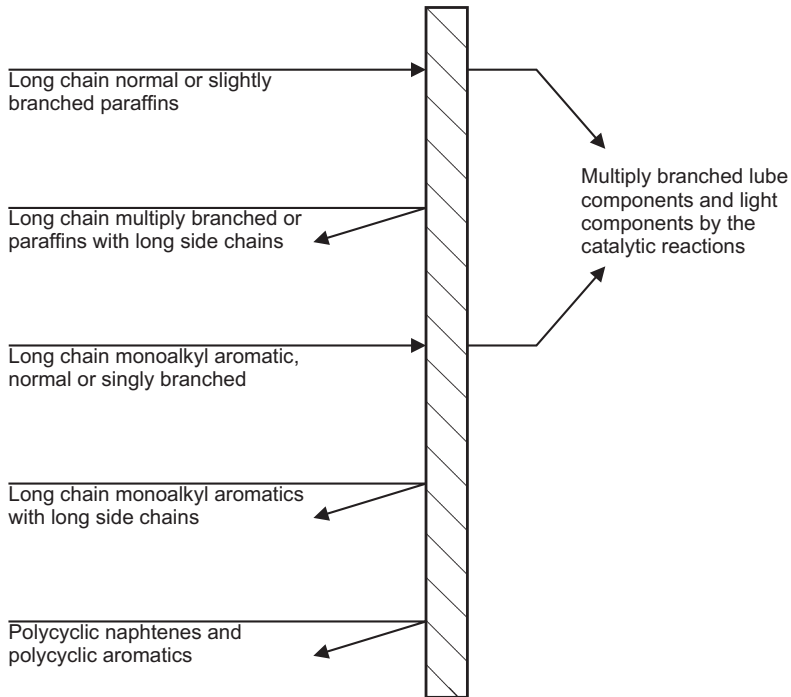 Long chain normal or slightly
branched paraffins
Long chain multiply branched or
paraffins with long side chains
Multiply branched lube
components and light
components by the
catalytic reactions
Long chain monoalkyl aromatic,
normal or singly branched
Long chain monoalkyl aromatics
with long side chains
Polycyclic naphtenes and
polycyclic aromatics